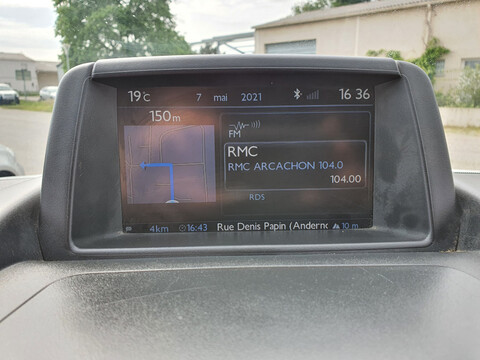 19°C 7 mai 2021 16 36
150m
FM
RMC
RMC ARCACHON 104.0
104.00
RDS
4km 16:43 Rue Denis Papin (Anderno 10 m